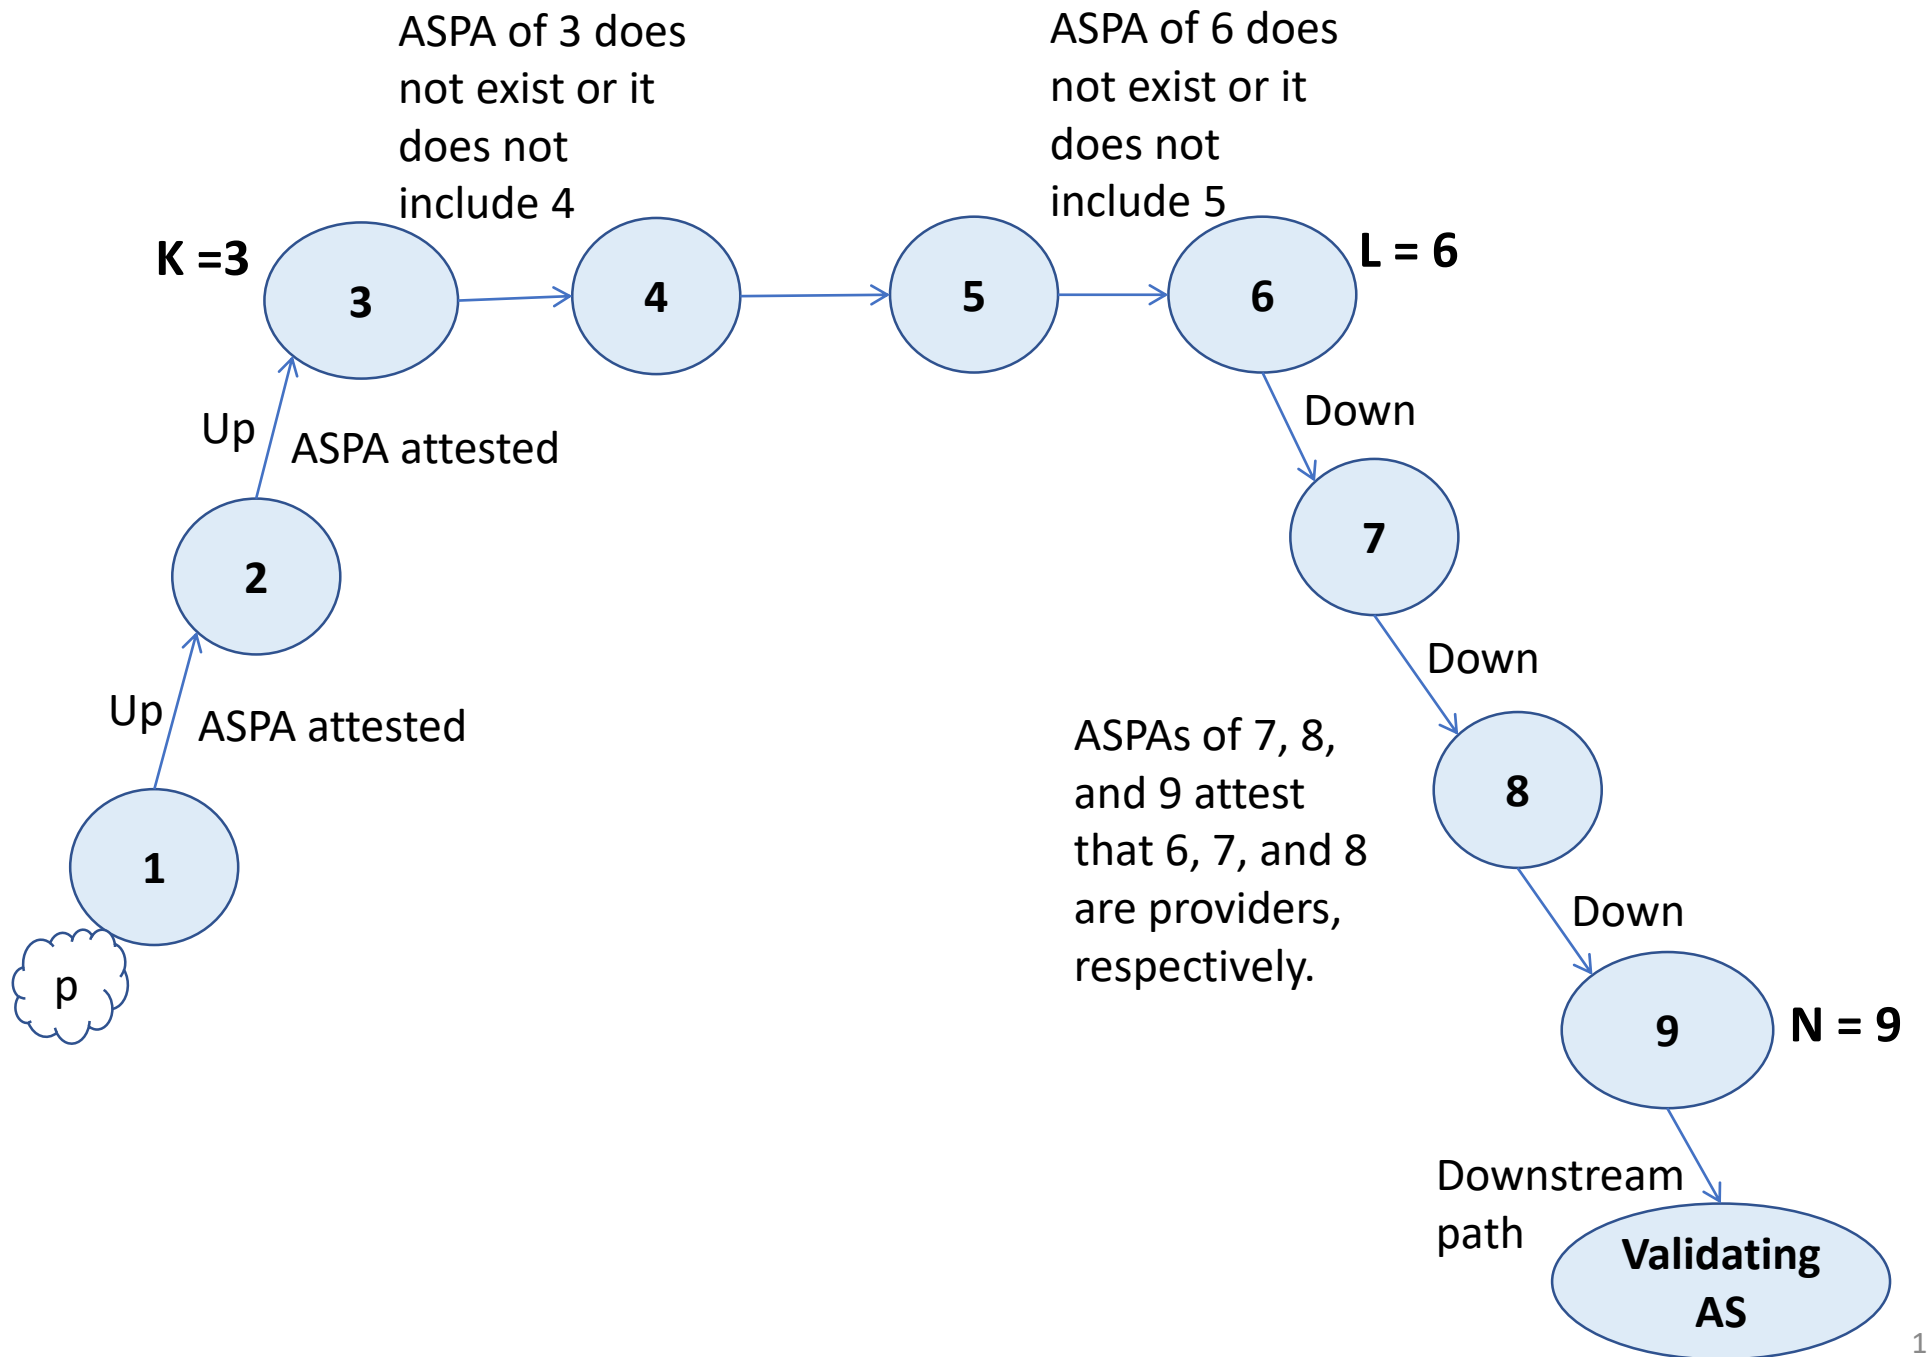 ASPA of 3 does
not exist or it
does not
include 4
ASPA of 6 does
not exist or it
does not
include 5
K =3
3
4
5
6
L = 6
Up
ASPA attested
Down
2
7
Up
ASPA attested
Down
1
8
ASPAs of 7, 8,
and 9 attest
that 6, 7, and 8
are providers,
respectively.
Down
p
9
N = 9
Downstream
path
Validating
AS
1